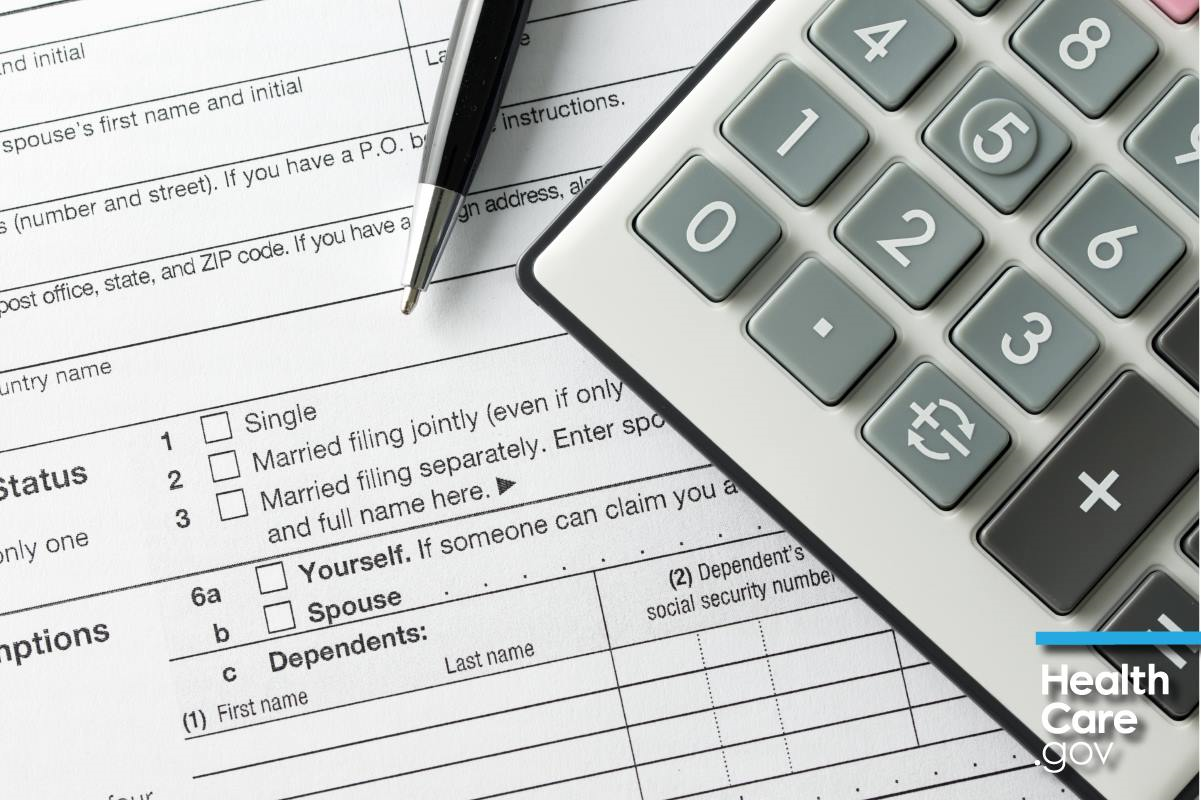 and initial
La
e
spouse's first name and initial
s (number and street). If you have a P.O. b
instructions.
post office, state, and ZIP code. If you have a
gn address, als
untry name
Status
only one
1 Single
2 Married filing jointly (even if only
3 Married filing separately. Enter spo
and full name here. ▶
mptions
6a Yourself. If someone can claim you a
b Spouse . . . . . . . .
c Dependents:
(1) First name Last name
(2) Dependent's
social security number
four
4 8
1 5 9
0 2 6
. 3
+
=
Health
Care
.gov